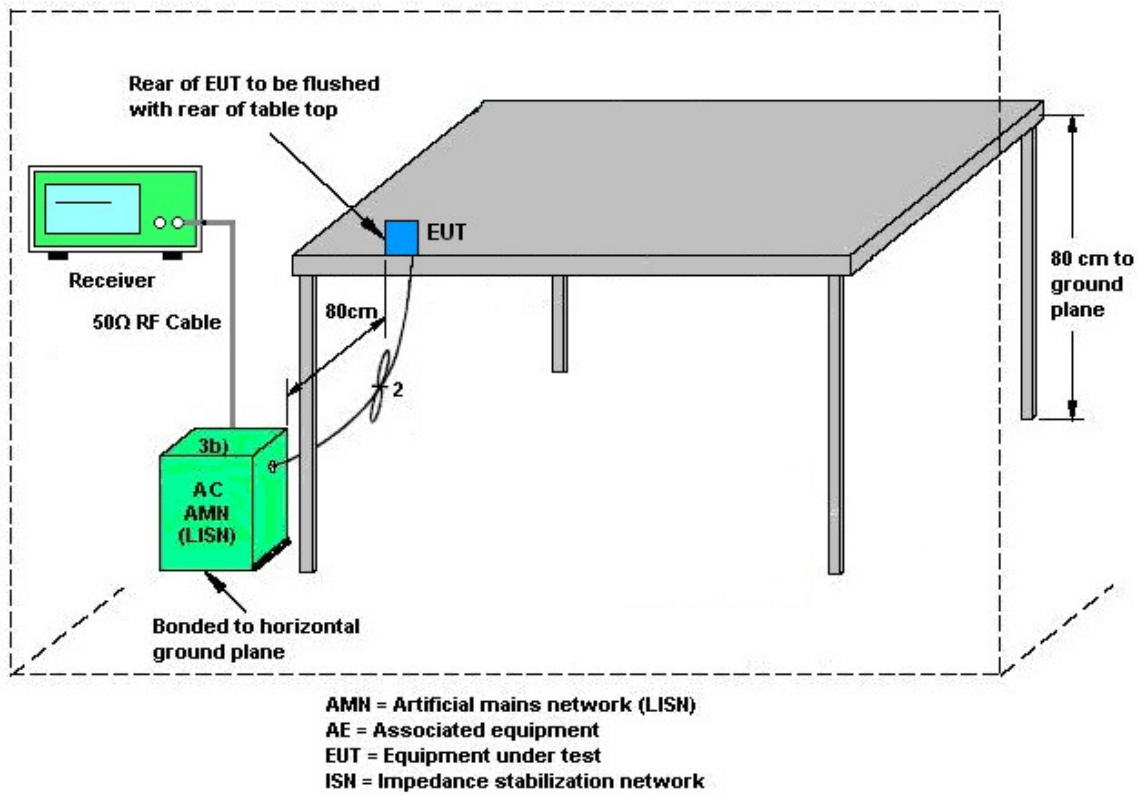 Rear of EUT to be flushed
with rear of table top
EUT
Receiver
80cm
80 cm to
ground
plane
50Ω RF Cable
2
3b)
AC
AMN
(LISN)
Bonded to horizontal
ground plane
AMN = Artificial mains network (LISN)
AE = Associated equipment
EUT = Equipment under test
ISN = Impedance stabilization network